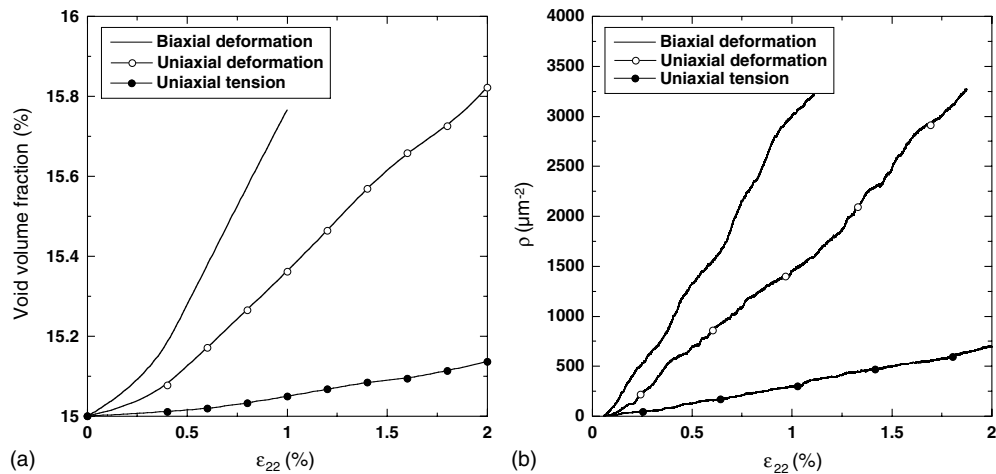 16
15.8
15.6
15.4
15.2
15
0
0.5
1
1.5
2
Void volume fraction (%)
ε22 (%)
Biaxial deformation
Uniaxial deformation
Uniaxial tension
(a)
4000
3500
3000
2500
2000
1500
1000
500
0
0
0.5
1
1.5
2
ρ (µm-2)
ε22 (%)
Biaxial deformation
Uniaxial deformation
Uniaxial tension
(b)